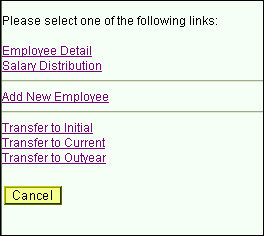 Please select one of the following links:
Employee Detail
Salary Distribution
Add New Employee
Transfer to Initial
Transfer to Current
Transfer to Outyear
Cancel